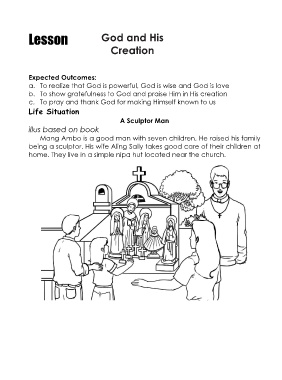 Lesson
God and His
Creation
Expected Outcomes:
a. To realize that God is powerful, God is wise and God is love
b. To show gratefulness to God and praise Him in His creation
c. To pray and thank God for making Himself known to us
Life Situation
A Sculptor Man
illus based on book
Mang Ambo is a good man with seven children. He raised his family
being a sculptor. His wife Aling Sally takes good care of their children at
home. They live in a simple nipa hut located near the church.